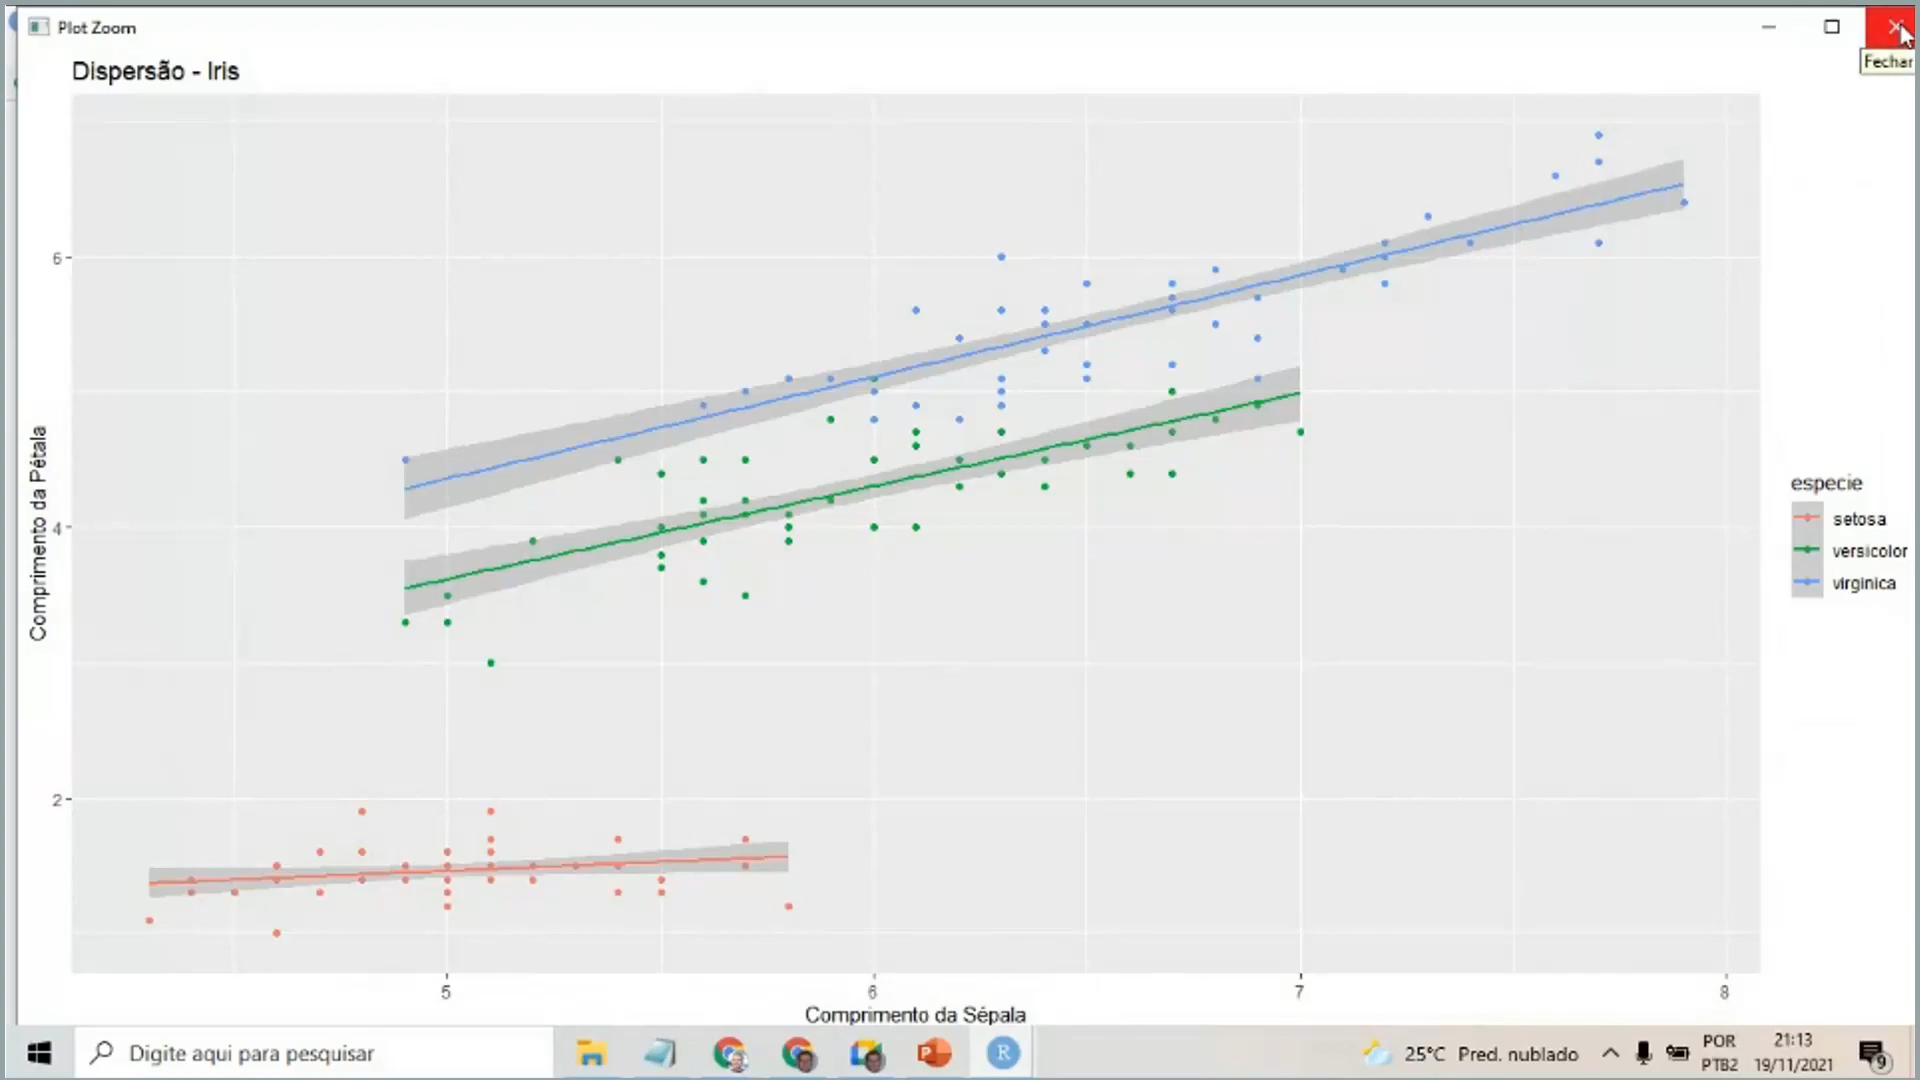 Plot Zoom
Fechar
Dispersão - Iris
6
4
2
Comprimento da Pétala
5
6
7
8
Comprimento da Sépala
especie
setosa
versicolor
virginica
Digite aqui para pesquisar
P
R
25°C Pred. nublado
POR
PTB2
21:13
19/11/2021
9